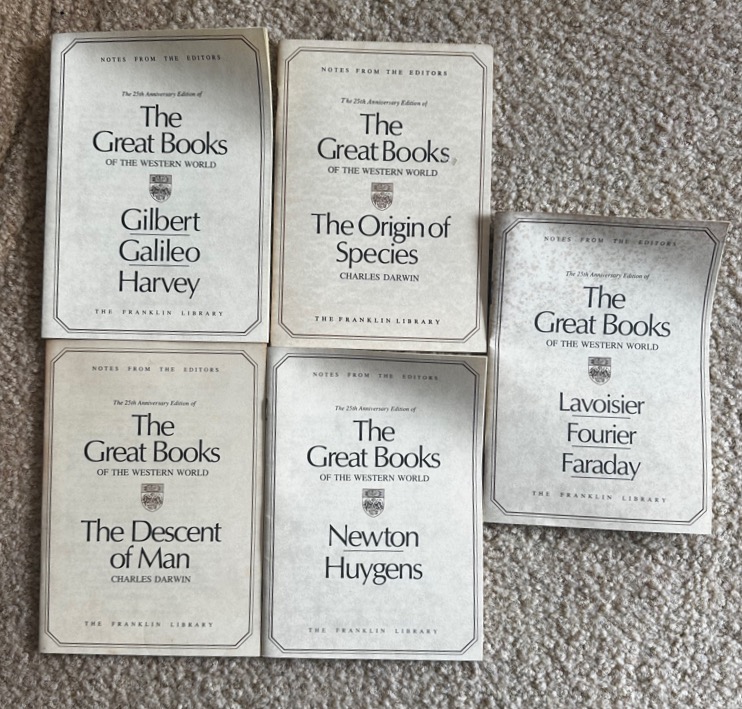 NOTES FROM THE EDITORS
The 25th Anniversary Edition of
The
Great Books
OF THE WESTERN WORLD
Gilbert
Galileo
Harvey
THE FRANKLIN LIBRARY
NOTES FROM THE EDITORS
The 25th Anniversary Edition of
The
Great Books
OF THE WESTERN WORLD
The Origin of
Species
CHARLES DARWIN
THE FRANKLIN LIBRARY
NOTES FROM THE EDITORS
The 25th Anniversary Edition of
The
Great Books
OF THE WESTERN WORLD
Lavoisier
Fourier
Faraday
THE FRANKLIN LIBRARY
NOTES FROM THE EDITORS
The 25th Anniversary Edition of
The
Great Books
OF THE WESTERN WORLD
The Descent
of Man
CHARLES DARWIN
THE FRANKLIN LIBRARY
NOTES FROM THE EDITORS
The 25th Anniversary Edition of
The
Great Books
OF THE WESTERN WORLD
Newton
Huygens
THE FRANKLIN LIBRARY